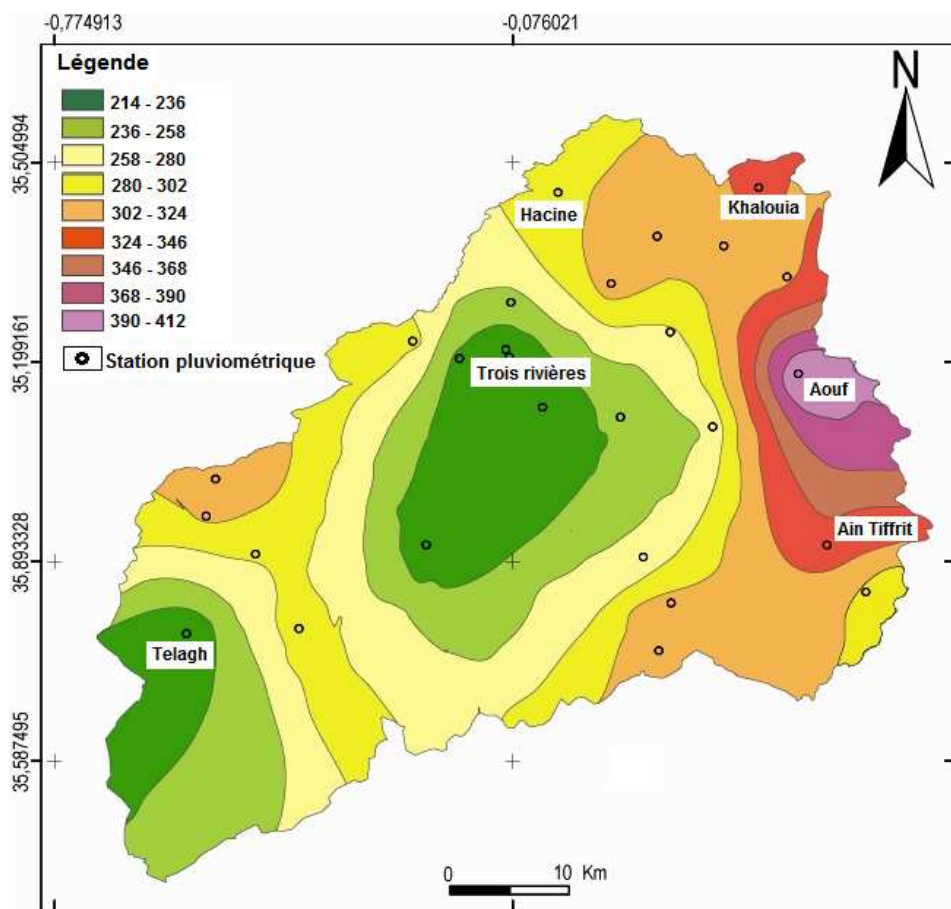 -0,774913
-0,076021
Légende
214 - 236
236 - 258
258 - 280
280 - 302
302 - 324
324 - 346
346 - 368
368 - 390
390 - 412
Station pluviométrique
N
35,504994
35,199161
35,893328
35,587495
Hacine
Khalouia
Trois rivières
Aouf
Ain Tiffrit
Telagh
0 10 Km